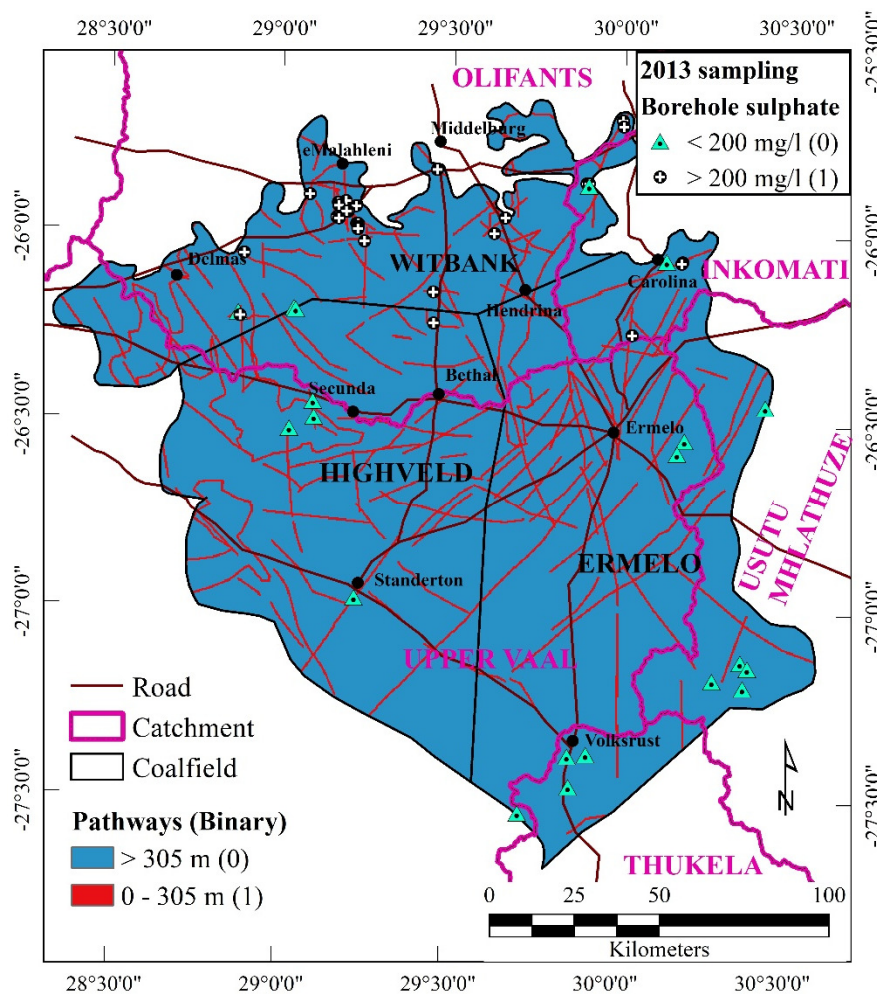 28°30'0" 29°0'0" 29°30'0" 30°0'0" 30°30'0"
-25°30'0"
OLIFANTS
2013 sampling
Borehole sulphate
< 200 mg/l (0)
> 200 mg/l (1)
Middelburg
eMalahleni
-26°0'0" -26°0'0"
WITBANK
Delmas
Carolina
INKOMATI
Hendrina
Secunda
Bethal
-26°30'0" -26°30'0"
Ermelo
HIGHVELD
USUTU
MHLATHUZE
ERMELO
Standerton
-27°0'0" -27°0'0"
UPPER VAAL
Road
Catchment
Coalfield
Volksrust
-27°30'0" -27°30'0"
N
Pathways (Binary)
> 305 m (0)
0 - 305 m (1)
THUKELA
0 25 50 100
Kilometers
28°30'0" 29°0'0" 29°30'0" 30°0'0" 30°30'0"